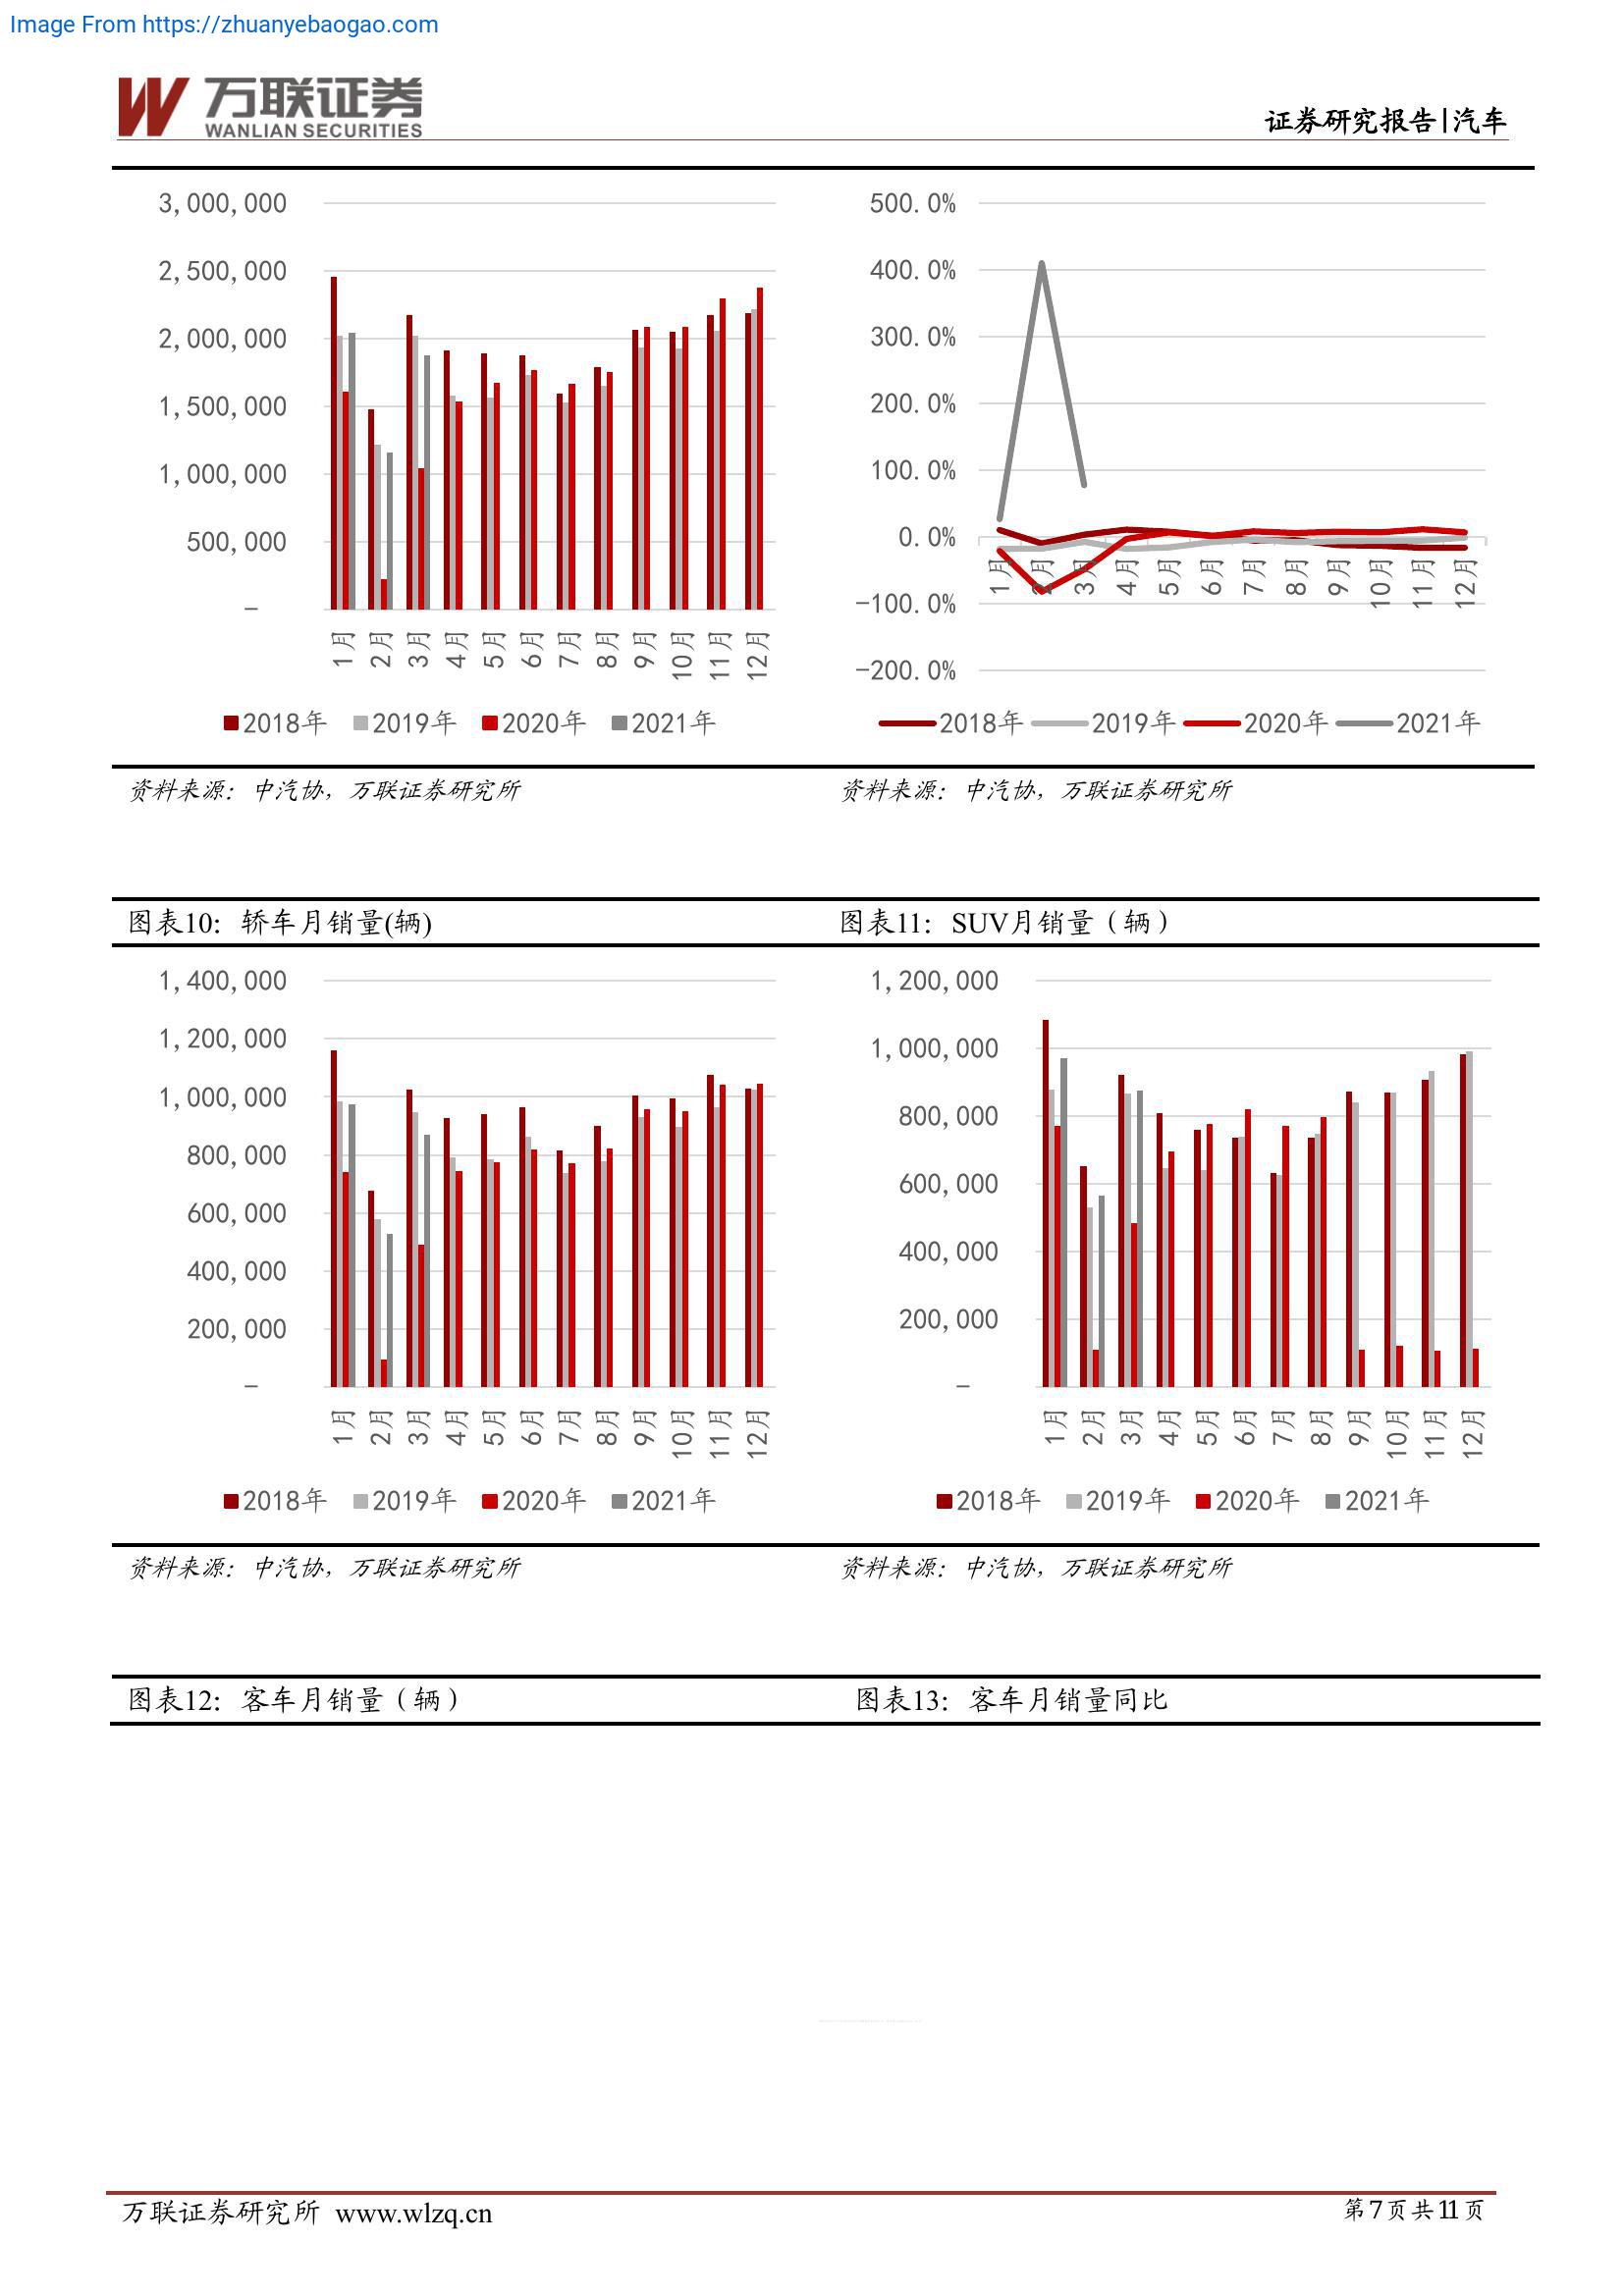 Image From https://zhuanyebaogao.com
万联证券
WANLIAN SECURITIES
证券研究报告|汽车
3,000,000
2,500,000
2,000,000
1,500,000
1,000,000
500,000
-
1月 2月 3月 4月 5月 6月 7月 8月 9月 10月 11月 12月
2018年 2019年 2020年 2021年
500.0%
400.0%
300.0%
200.0%
100.0%
0.0%
-100.0%
-200.0%
1月 2月 3月 4月 5月 6月 7月 8月 9月 10月 11月 12月
2018年 2019年 2020年 2021年
资料来源：中汽协，万联证券研究所
资料来源：中汽协，万联证券研究所
图表10：轿车月销量(辆)
图表11：SUV月销量（辆）
1,400,000
1,200,000
1,000,000
800,000
600,000
400,000
200,000
-
1月 2月 3月 4月 5月 6月 7月 8月 9月 10月 11月 12月
2018年 2019年 2020年 2021年
1,200,000
1,000,000
800,000
600,000
400,000
200,000
-
1月 2月 3月 4月 5月 6月 7月 8月 9月 10月 11月 12月
2018年 2019年 2020年 2021年
资料来源：中汽协，万联证券研究所
资料来源：中汽协，万联证券研究所
图表12：客车月销量（辆）
图表13：客车月销量同比
万联证券研究所 www.wlzq.cn
第 7 页 共 11 页